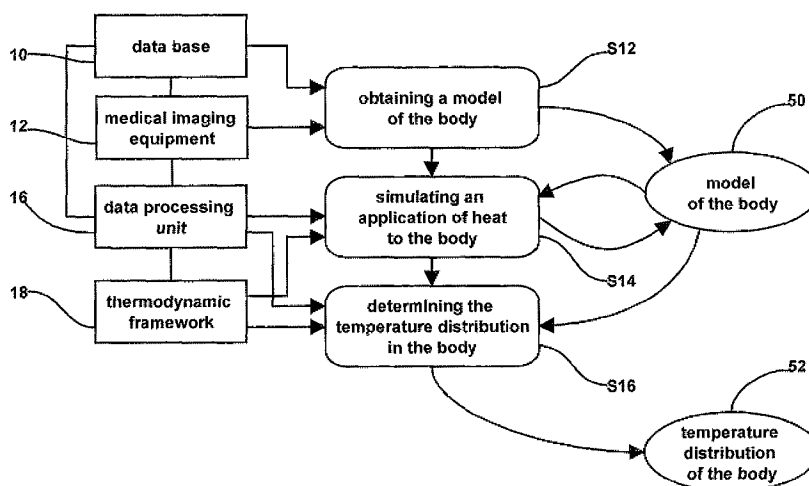 10
data base
12
medical imaging
equipment
16
data processing
unit
18
thermodynamic
framework
S12
obtaining a model
of the body
simulating an
application of heat
to the body
S14
determining the
temperature distribution
in the body
S16
50
model
of the body
52
temperature
distribution
of the body